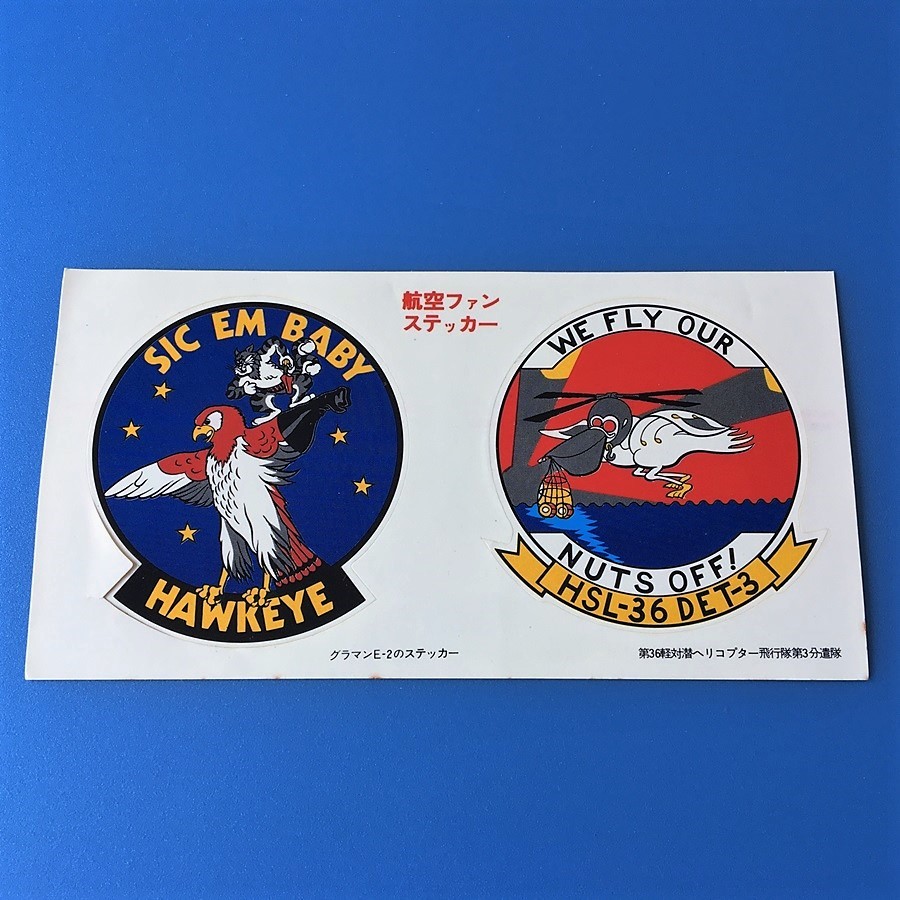 航空ファン
ステッカー
SIC EM BABY
HAWKEYE
グラマンE-2のステッカー
WE FLY OUR
NUTS OFF!
HSL-36 DET-3
第36軽対潜ヘリコプター飛行隊第3分遣隊